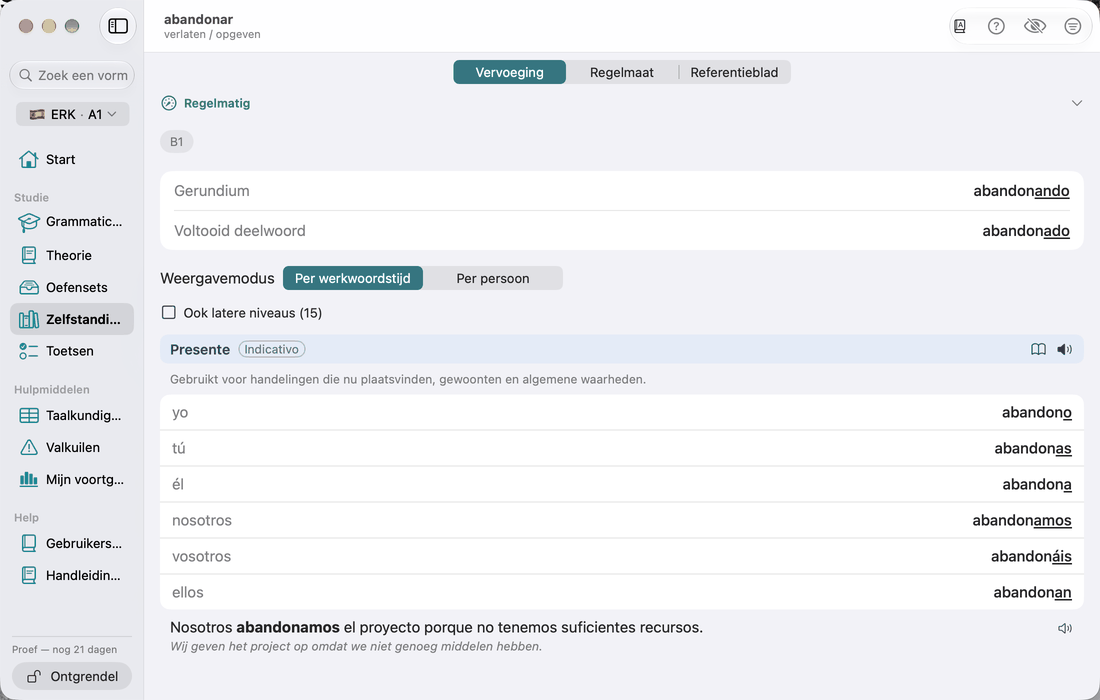 abandonar
verlaten / opgeven
Zoek een vorm
ERK · A1
Start
Studie
Grammatic...
Theorie
Oefensets
Zelfstandi...
Toetsen
Hulpmiddelen
Taalkundig...
Valkuilen
Mijn voortg...
Help
Gebruikers...
Handleidin...
Proef — nog 21 dagen
Ontgrendel
Vervoeging Regelmaat Referentieblad
Regelmatig
B1
Gerundium abandonando
Voltooid deelwoord abandonado
Weergavemodus Per werkwoordstijd Per persoon
Ook latere niveaus (15)
Presente Indicativo
Gebruikt voor handelingen die nu plaatsvinden, gewoonten en algemene waarheden.
yo abandono
tú abandonas
él abandona
nosotros abandonamos
vosotros abandonáis
ellos abandonan
Nosotros abandonamos el proyecto porque no tenemos suficientes recursos.
Wij geven het project op omdat we niet genoeg middelen hebben.